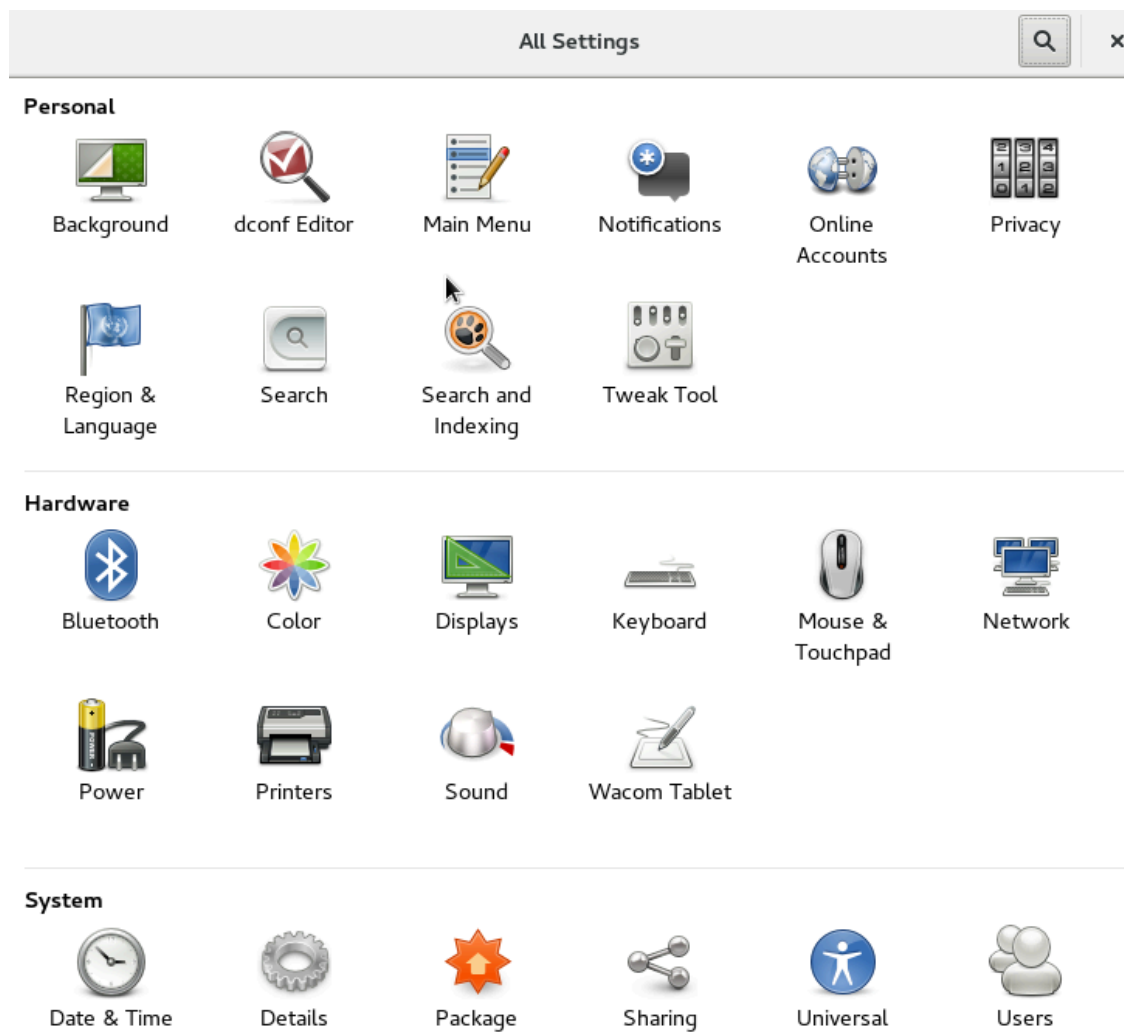 All Settings
Personal
Background
dconf Editor
Main Menu
Notifications
Online
Accounts
Privacy
Region &
Language
Search
Search and
Indexing
Tweak Tool
Hardware
Bluetooth
Color
Displays
Keyboard
Mouse &
Touchpad
Network
Power
Printers
Sound
Wacom Tablet
System
Date & Time
Details
Package
Sharing
Universal
Users